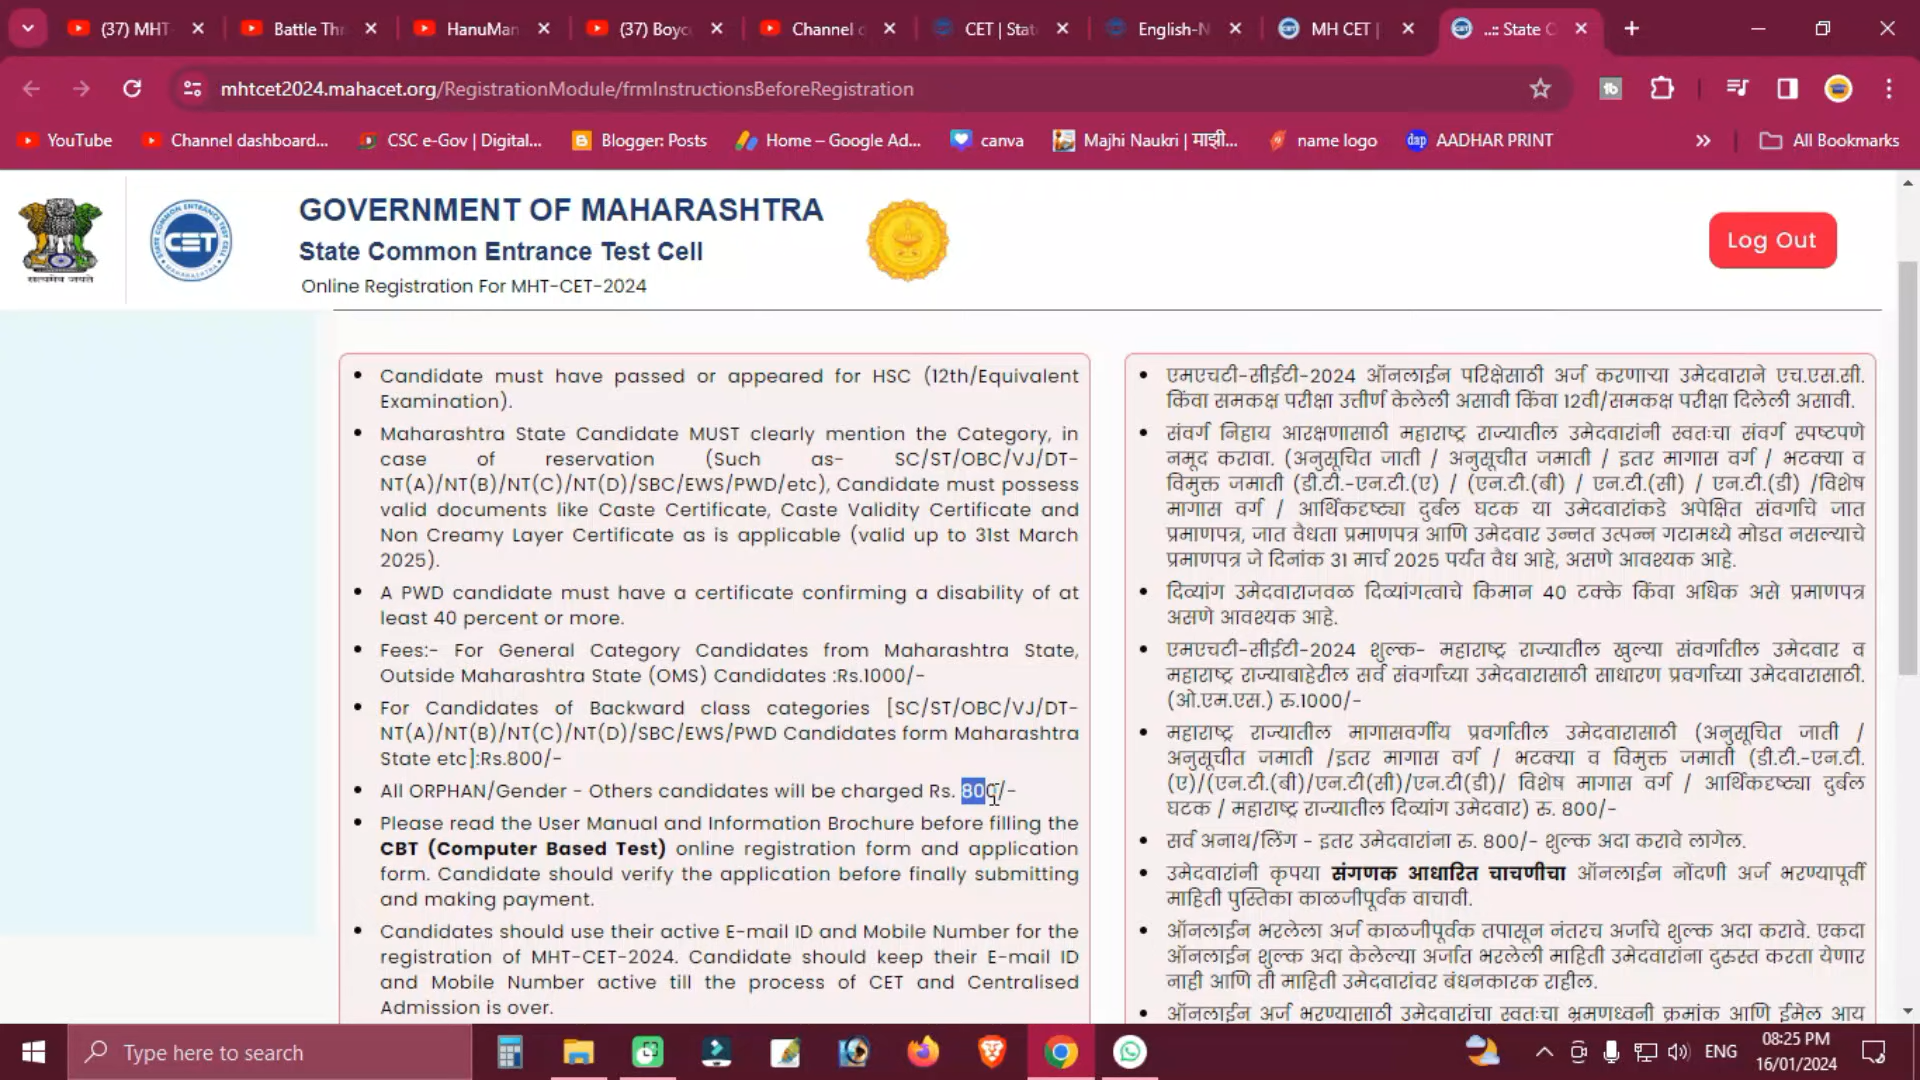 (37) MHT
Battle Thr
HanuMan
(37) Boyc
Channel
CET | Stat
English-N
MH CET |
..:: State C
mhtcet2024.mahacet.org/RegistrationModule/frmInstructionsBeforeRegistration
YouTube
Channel dashboard...
CSC e-Gov | Digital...
Blogger: Posts
Home – Google Ad...
canva
Majhi Naukri | माझी...
name logo
dap
AADHAR PRINT
All Bookmarks
सत्यमेव जयते
CET
GOVERNMENT OF MAHARASHTRA
State Common Entrance Test Cell
Online Registration For MHT-CET-2024
Log Out
• Candidate must have passed or appeared for HSC (12th/Equivalent
Examination).
• Maharashtra State Candidate MUST clearly mention the Category, in
case of reservation (Such as- SC/ST/OBC/VJ/DT-
NT(A)/NT(B)/NT(C)/NT(D)/SBC/EWS/PWD/etc), Candidate must possess
valid documents like Caste Certificate, Caste Validity Certificate and
Non Creamy Layer Certificate as is applicable (valid up to 31st March
2025).
• A PWD candidate must have a certificate confirming a disability of at
least 40 percent or more.
• Fees:- For General Category Candidates from Maharashtra State,
Outside Maharashtra State (OMS) Candidates :Rs.1000/-
• For Candidates of Backward class categories [SC/ST/OBC/VJ/DT-
NT(A)/NT(B)/NT(C)/NT(D)/SBC/EWS/PWD Candidates form Maharashtra
State etc]:Rs.800/-
• All ORPHAN/Gender - Others candidates will be charged Rs. 800/-
• Please read the User Manual and Information Brochure before filling the
CBT (Computer Based Test) online registration form and application
form. Candidate should verify the application before finally submitting
and making payment.
• Candidates should use their active E-mail ID and Mobile Number for the
registration of MHT-CET-2024. Candidate should keep their E-mail ID
and Mobile Number active till the process of CET and Centralised
Admission is over.
• एमएचटी-सीईटी-2024 ऑनलाईन परिक्षेसाठी अर्ज करणाऱ्या उमेदवाराने एच.एस.सी.
किंवा समकक्ष परीक्षा उत्तीर्ण केलेली असावी किंवा 12वी/समकक्ष परीक्षा दिलेली असावी.
• संवर्ग निहाय आरक्षणासाठी महाराष्ट्र राज्यातील उमेदवारांनी स्वतःचा संवर्ग स्पष्टपणे
नमूद करावा. (अनुसूचित जाती / अनुसूचीत जमाती / इतर मागास वर्ग / भटक्या व
विमुक्त जमाती (डी.टी.-एन.टी.(ए) / (एन.टी.(बी) / एन.टी.(सी) / एन.टी.(डी) /विशेष
मागास वर्ग / आर्थिकदृष्ट्या दुर्बल घटक या उमेदवारांकडे अपेक्षित संवर्गाचे जात
प्रमाणपत्र, जात वैधता प्रमाणपत्र आणि उमेदवार उन्नत उत्पन्न गटामध्ये मोडत नसल्याचे
प्रमाणपत्र जे दिनांक 31 मार्च 2025 पर्यंत वैध आहे, असणे आवश्यक आहे.
• दिव्यांग उमेदवाराजवळ दिव्यांगत्वाचे किमान 40 टक्के किंवा अधिक असे प्रमाणपत्र
असणे आवश्यक आहे.
• एमएचटी-सीईटी-2024 शुल्क- महाराष्ट्र राज्यातील खुल्या संवर्गातील उमेदवार व
महाराष्ट्र राज्याबाहेरील सर्व संवर्गाच्या उमेदवारासाठी साधारण प्रवर्गाच्या उमेदवारासाठी.
(ओ.एम.एस.) रु.1000/-
• महाराष्ट्र राज्यातील मागासवर्गीय प्रवर्गातील उमेदवारासाठी (अनुसूचित जाती /
अनुसूचीत जमाती /इतर मागास वर्ग / भटक्या व विमुक्त जमाती (डी.टी.-एन.टी.
(ए)/(एन.टी.(बी)/एन.टी(सी)/एन.टी(डी)/ विशेष मागास वर्ग / आर्थिकदृष्ट्या दुर्बल
घटक / महाराष्ट्र राज्यातील दिव्यांग उमेदवार) रु. 800/-
• सर्व अनाथ/लिंग - इतर उमेदवारांना रु. 800/- शुल्क अदा करावे लागेल.
• उमेदवारांनी कृपया संगणक आधारित चाचणीचा ऑनलाईन नोंदणी अर्ज भरण्यापूर्वी
माहिती पुस्तिका काळजीपूर्वक वाचावी.
• ऑनलाईन भरलेला अर्ज काळजीपूर्वक तपासून नंतरच अर्जाचे शुल्क अदा करावे. एकदा
ऑनलाईन शुल्क अदा केलेल्या अर्जात भरलेली माहिती उमेदवारांना दुरुस्त करता येणार
नाही आणि ती माहिती उमेदवारांवर बंधनकारक राहील.
• ऑनलाईन अर्ज भरण्यासाठी उमेदवारांचा स्वतःचा भ्रमणध्वनी क्रमांक आणि ईमेल आय
Type here to search
ENG
08:25 PM
16/01/2024